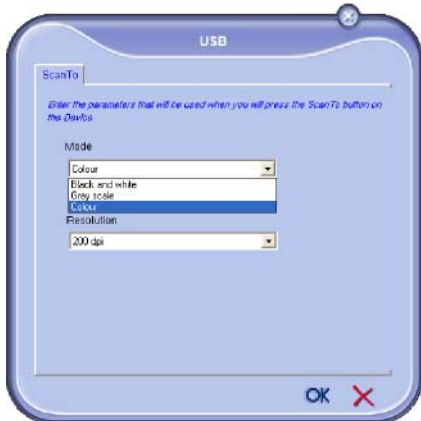 USB
ScanTo
Enter the parameters that will be used when you will press the ScanTo button on
the Device
Mode
Colour
Black and white
Grey scale
Colour
Resolution
200 dpi
OK